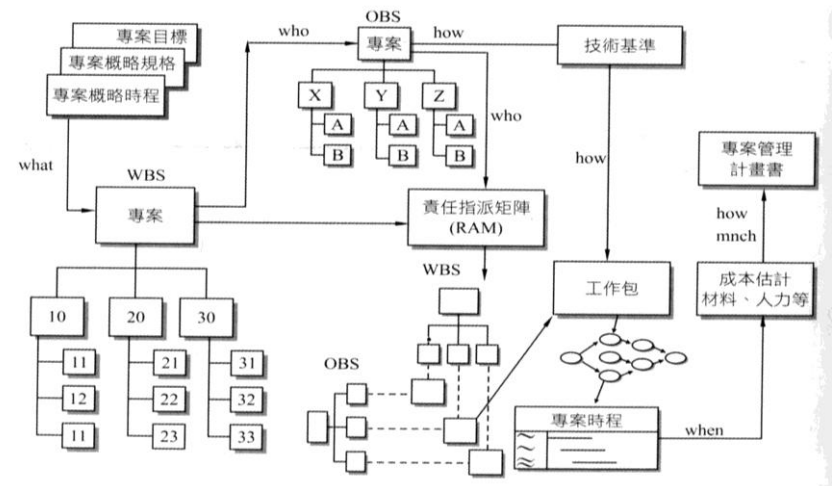 專案目標
專案概略規格
專案概略時程
what
WBS
專案
10
20
30
11
12
11
21
22
23
31
32
33
who
OBS
專案
how
X
Y
Z
A
B
A
B
A
B
who
技術基準
how
責任指派矩陣
(RAM)
WBS
OBS
工作包
專案時程
when
成本估計
材料、人力等
how
mnch
專案管理
計畫書